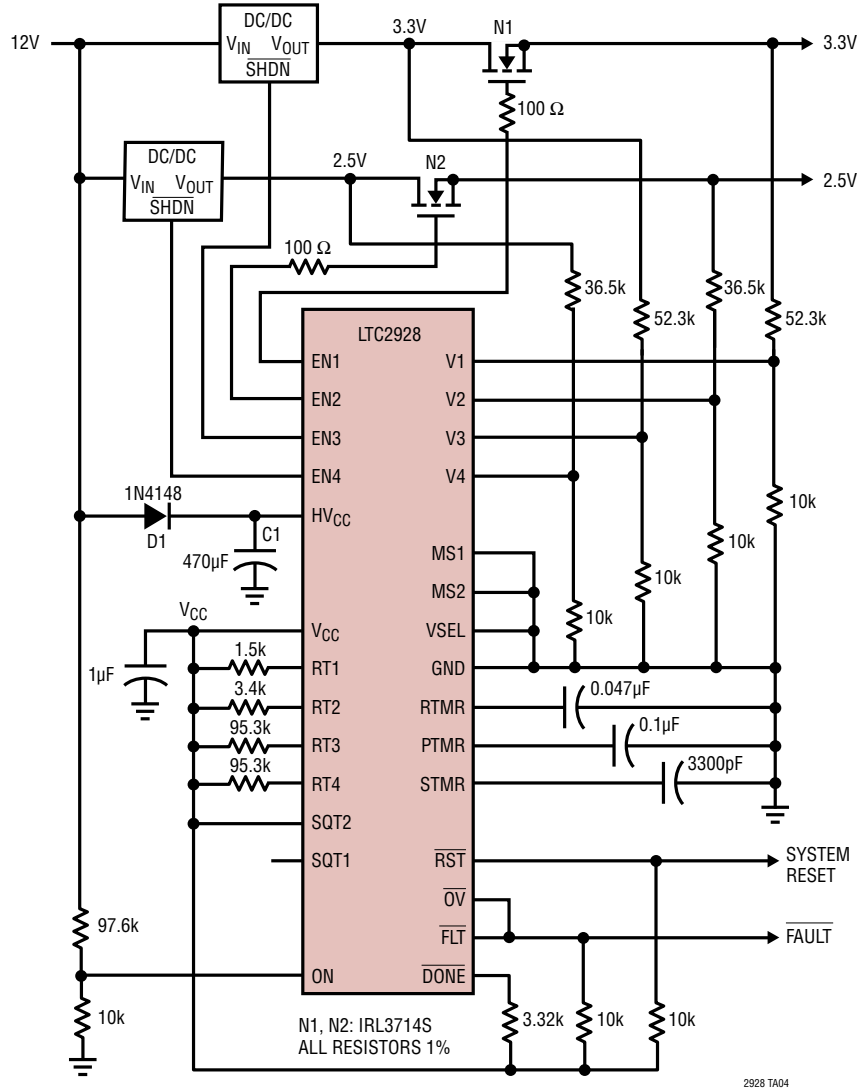 DC/DC
12V
VIN VOUT
SHDN
3.3V
N1
3.3V
100 Ω
DC/DC
VIN VOUT
SHDN
2.5V
N2
2.5V
100 Ω
36.5k
52.3k
36.5k
52.3k
LTC2928
EN1
V1
EN2
V2
EN3
V3
EN4
V4
1N4148
D1
HVCC
C1
470µF
10k
10k
10k
10k
MS1
MS2
VSEL
GND
VCC
VCC
1µF
1.5k
RT1
3.4k
RT2
95.3k
RT3
95.3k
RT4
RTMR
0.047µF
PTMR
0.1µF
STMR
3300pF
SQT2
SQT1
RST
SYSTEM
RESET
OV
FLT
FAULT
97.6k
ON
DONE
10k
3.32k
10k
10k
N1, N2: IRL3714S
ALL RESISTORS 1%
2928 TA04